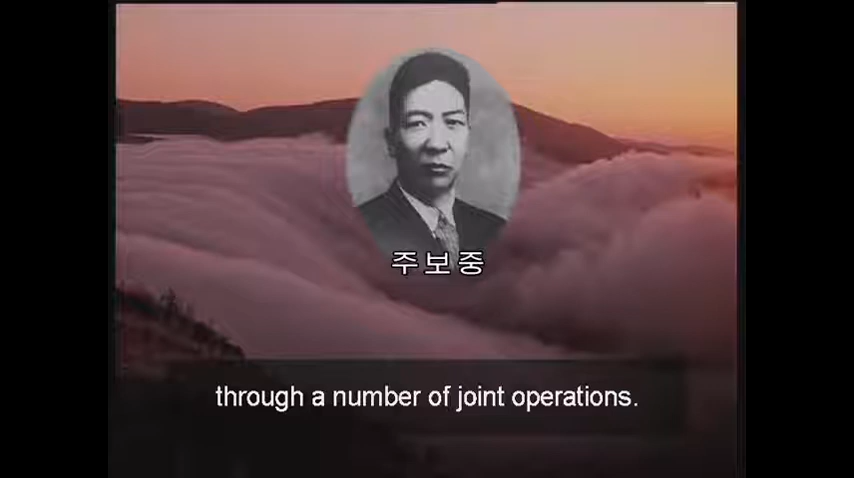 주보중
through a number of joint operations.